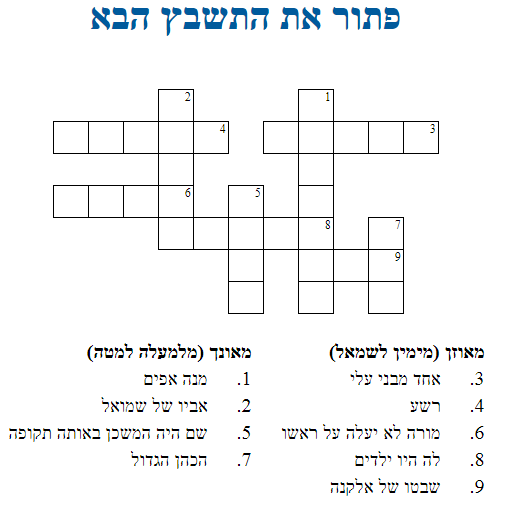 פתור את התשבץ הבא
2 1
4 3
6 5
8 7
9
מאוזן (מימין לשמאל)
3. אחד מבני עלי
4. רשע
6. מורה לא יעלה על ראשו
8. לה היו ילדים
9. שבטו של אלקנה
מאונך (מלמעלה למטה)
1. מנה אפים
2. אביו של שמואל
5. שם היה המשכן באותה תקופה
7. הכהן הגדול